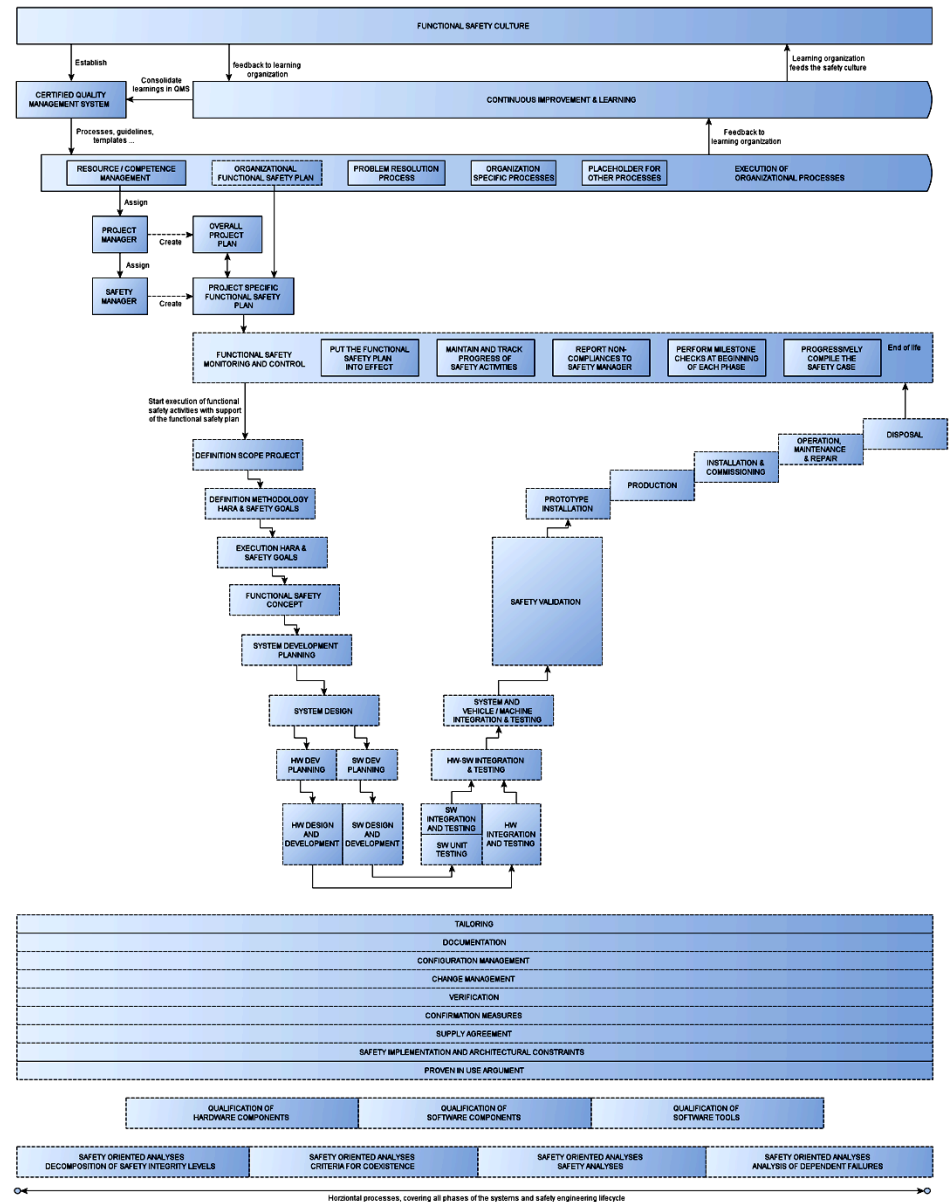 FUNCTIONAL SAFETY CULTURE
Establish
feedback to learning
organization
Learning organization
feeds the safety culture
CERTIFIED QUALITY
MANAGEMENT SYSTEM
Consolidate
learnings in QMS
CONTINUOUS IMPROVEMENT & LEARNING
Processes, guidelines,
templates ...
Feedback to
learning organization
RESOURCE / COMPETENCE
MANAGEMENT
ORGANIZATIONAL
FUNCTIONAL SAFETY PLAN
PROBLEM RESOLUTION
PROCESS
ORGANIZATION
SPECIFIC PROCESSES
PLACEHOLDER FOR
OTHER PROCESSES
EXECUTION OF
ORGANIZATIONAL PROCESSES
Assign
PROJECT
MANAGER
Create
OVERALL
PROJECT
PLAN
Assign
SAFETY
MANAGER
Create
PROJECT SPECIFIC
FUNCTIONAL SAFETY
PLAN
FUNCTIONAL SAFETY
MONITORING AND CONTROL
PUT THE FUNCTIONAL
SAFETY PLAN
INTO EFFECT
MAINTAIN AND TRACK
PROGRESS OF
SAFETY ACTIVITIES
REPORT NON-
COMPLIANCES TO
SAFETY MANAGER
PERFORM MILESTONE
CHECKS AT BEGINNING
OF EACH PHASE
PROGRESSIVELY
COMPILE THE
SAFETY CASE
End of life
Start execution of functional
safety activities with support
of the functional safety plan
DEFINITION SCOPE PROJECT
DEFINITION METHODOLOGY
HARA & SAFETY GOALS
EXECUTION HARA &
SAFETY GOALS
FUNCTIONAL SAFETY
CONCEPT
SYSTEM DEVELOPMENT
PLANNING
SYSTEM DESIGN
HW DEV
PLANNING
SW DEV
PLANNING
HW DESIGN
AND
DEVELOPMENT
SW DESIGN
AND
DEVELOPMENT
SW
INTEGRATION
AND TESTING
SW UNIT
TESTING
HW
INTEGRATION
AND TESTING
HW-SW INTEGRATION
& TESTING
SYSTEM AND
VEHICLE / MACHINE
INTEGRATION & TESTING
SAFETY VALIDATION
PROTOTYPE
INSTALLATION
PRODUCTION
INSTALLATION &
COMMISSIONING
OPERATION,
MAINTENANCE
& REPAIR
DISPOSAL
TAILORING
DOCUMENTATION
CONFIGURATION MANAGEMENT
CHANGE MANAGEMENT
VERIFICATION
CONFIRMATION MEASURES
SUPPLY AGREEMENT
SAFETY IMPLEMENTATION AND ARCHITECTURAL CONSTRAINTS
PROVEN IN USE ARGUMENT
QUALIFICATION OF
HARDWARE COMPONENTS
QUALIFICATION OF
SOFTWARE COMPONENTS
QUALIFICATION OF
SOFTWARE TOOLS
SAFETY ORIENTED ANALYSES
DECOMPOSITION OF SAFETY INTEGRITY LEVELS
SAFETY ORIENTED ANALYSES
CRITERIA FOR COEXISTENCE
SAFETY ORIENTED ANALYSES
SAFETY ANALYSES
SAFETY ORIENTED ANALYSES
ANALYSIS OF DEPENDENT FAILURES
Horziontal processes, covering all phases of the systems and safety engineering lifecycle